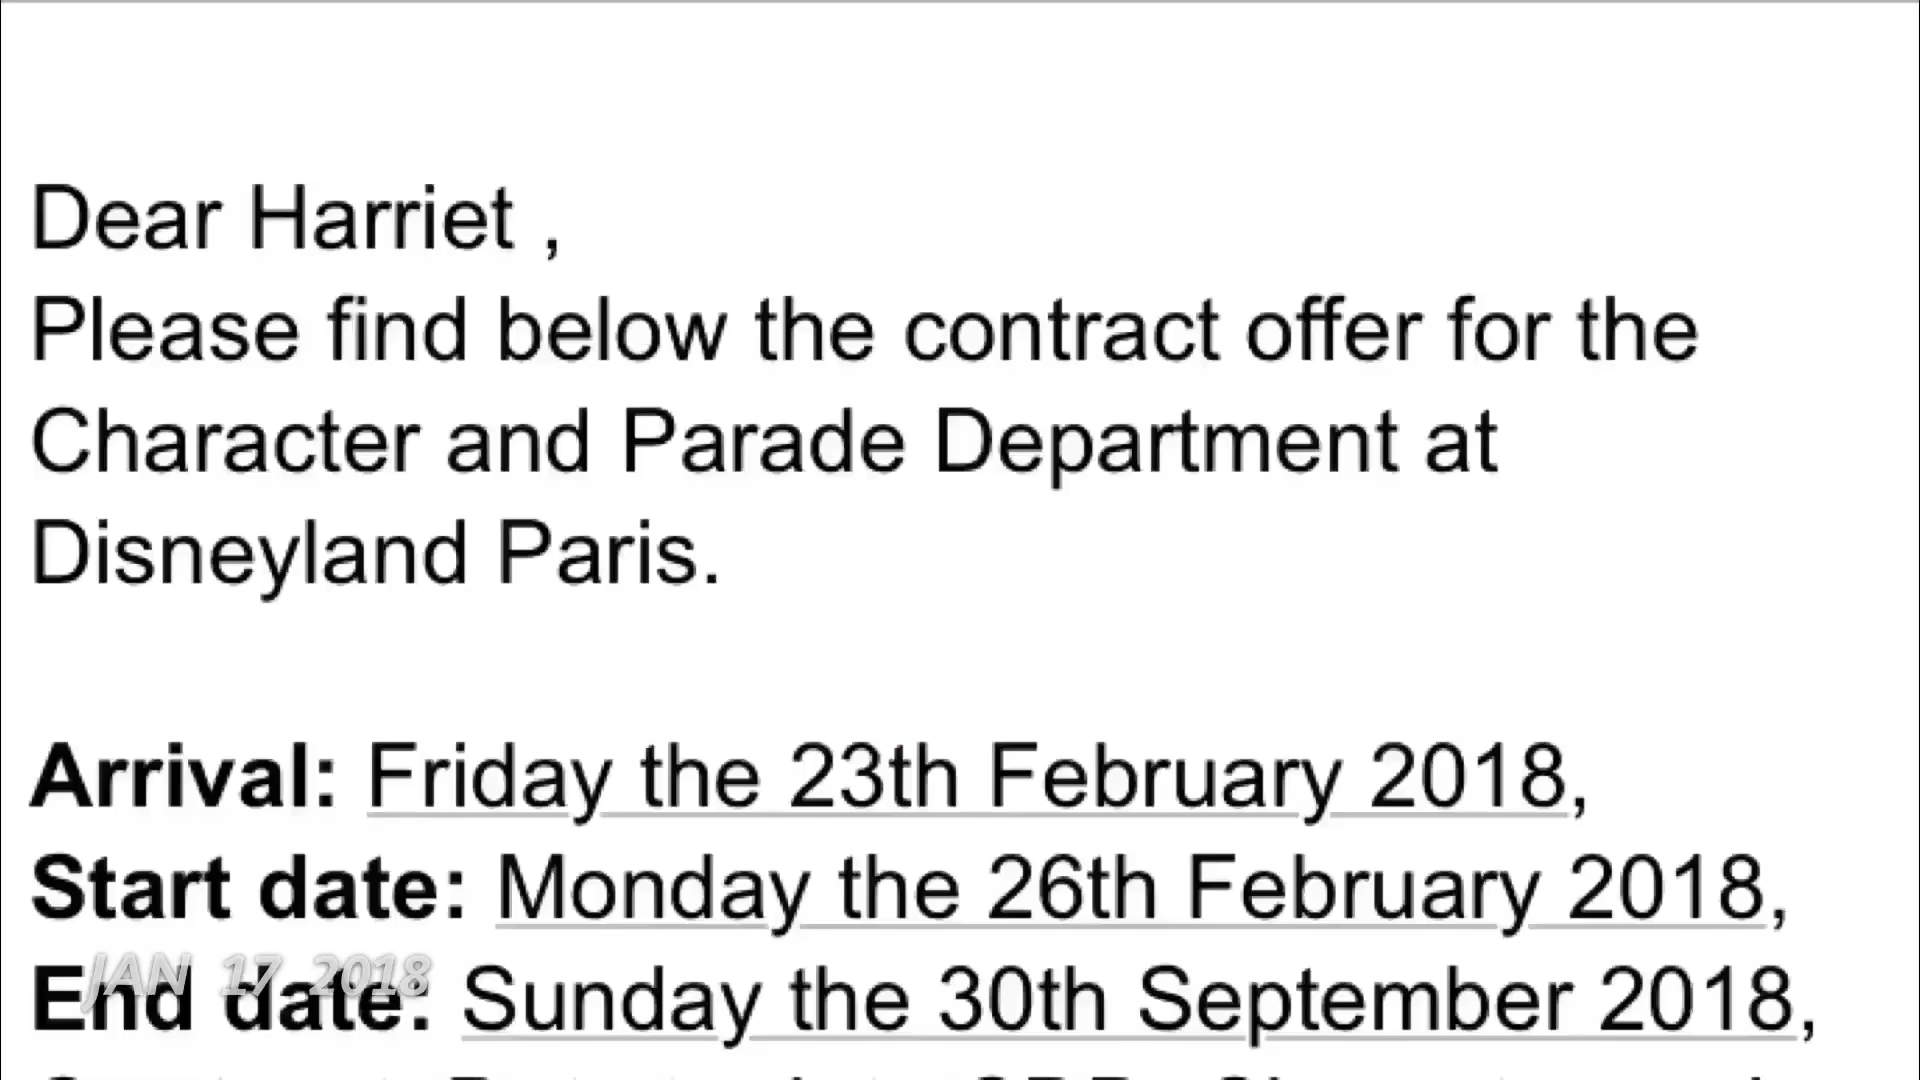 Dear Harriet ,
Please find below the contract offer for the
Character and Parade Department at
Disneyland Paris.
Arrival: Friday the 23th February 2018,
Start date: Monday the 26th February 2018,
JAN 17 2018
End date: Sunday the 30th September 2018,